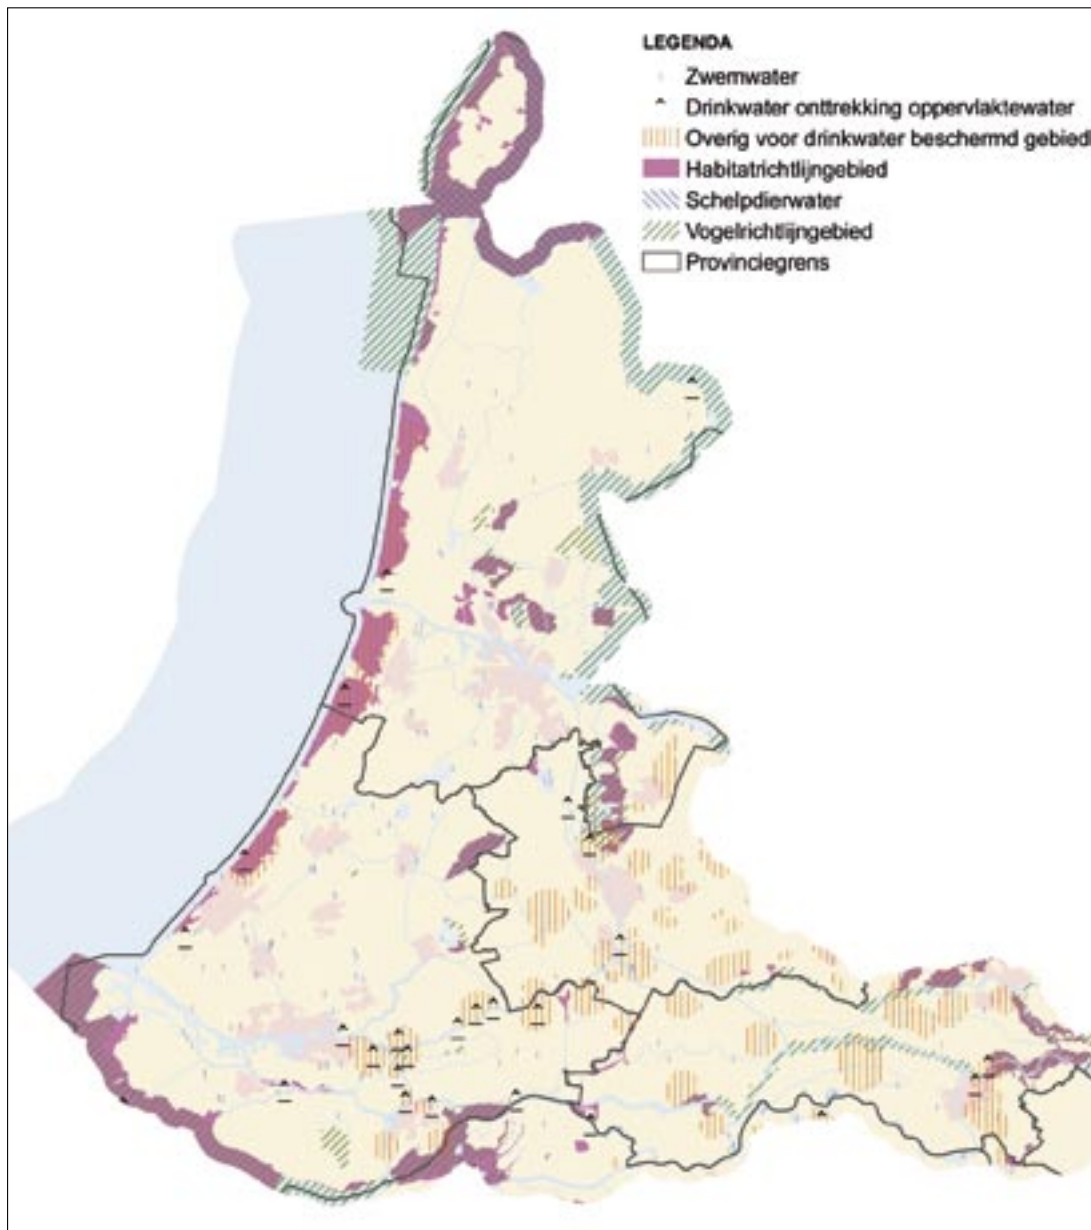 LEGENDA
Zwemwater
Drinkwater onttrekking oppervlaktewater
Overig voor drinkwater beschermd gebied
Habitatrichtlijngebied
Schelpdierwater
Vogelrichtlijngebied
Provinciegrens